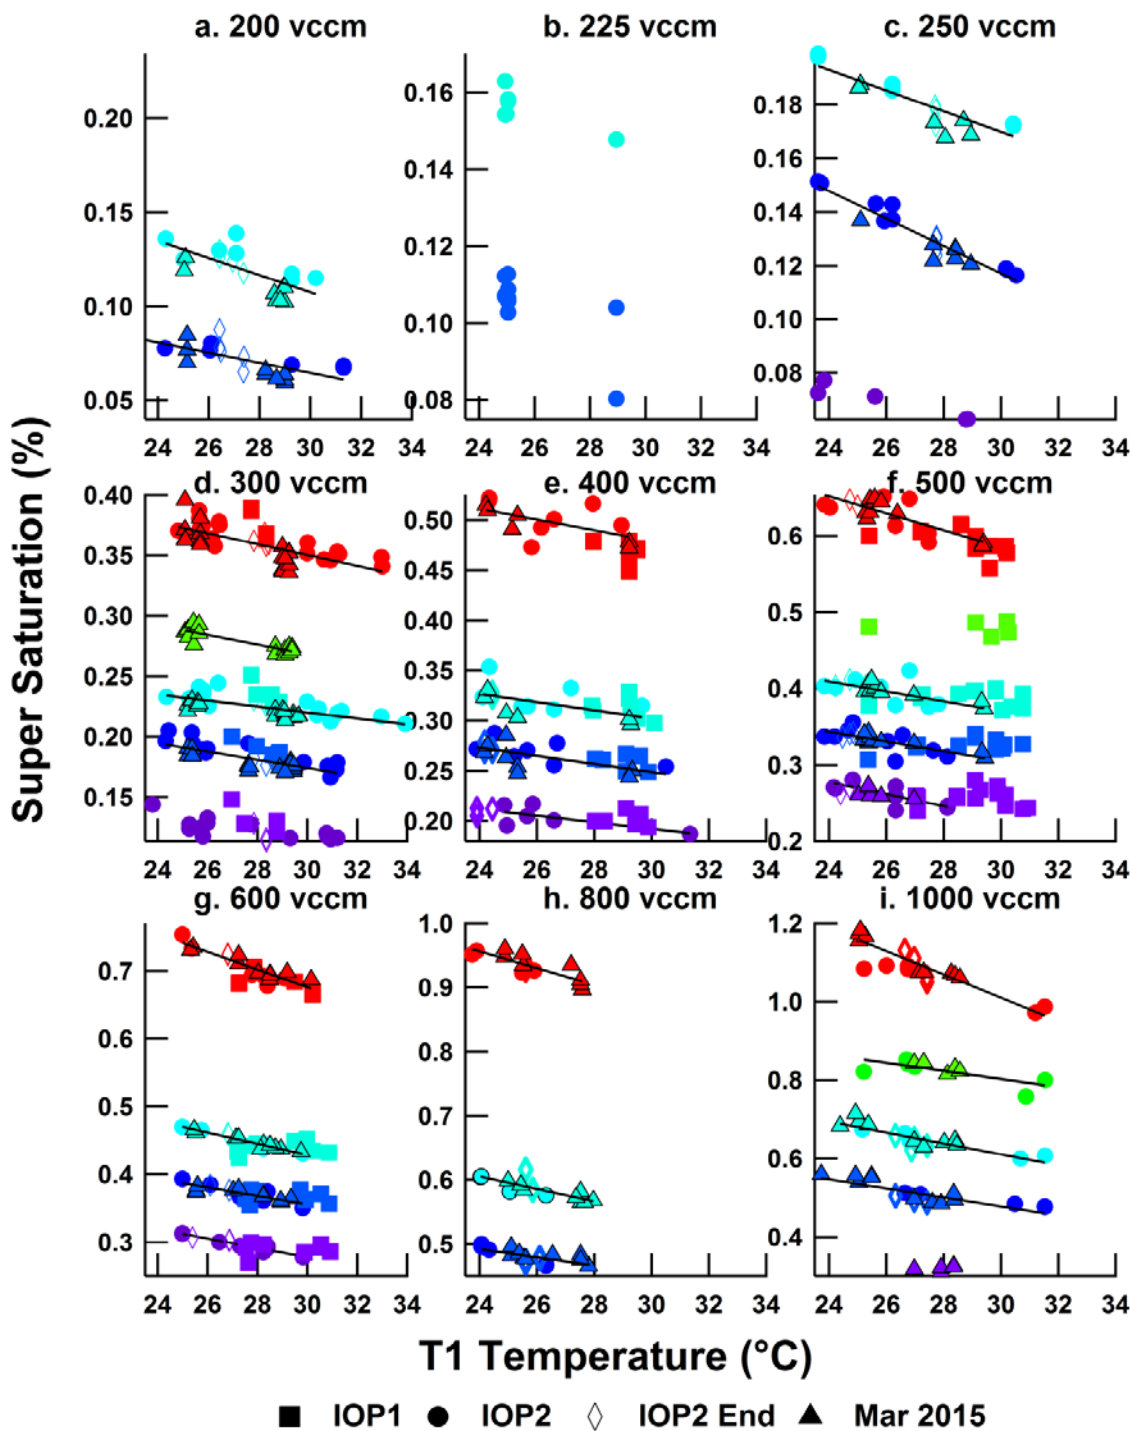 a. 200 vccm b. 225 vccm c. 250 vccm
0.20 0.15 0.10 0.05
24 26 28 30 32 34
0.16 0.14 0.12 0.10 0.08
24 26 28 30 32 34
0.18 0.16 0.14 0.12 0.10 0.08
24 26 28 30 32 34
d. 300 vccm e. 400 vccm f. 500 vccm
0.40 0.35 0.30 0.25 0.20 0.15
24 26 28 30 32 34
0.50 0.45 0.40 0.35 0.30 0.25 0.20
24 26 28 30 32 34
0.6 0.5 0.4 0.3 0.2
24 26 28 30 32 34
g. 600 vccm h. 800 vccm i. 1000 vccm
0.7 0.6 0.5 0.4 0.3
24 26 28 30 32 34
1.0 0.9 0.8 0.7 0.6 0.5
24 26 28 30 32 34
1.2 1.0 0.8 0.6 0.4
24 26 28 30 32 34
Super Saturation (%)
T1 Temperature (°C)
IOP1 IOP2 IOP2 End Mar 2015